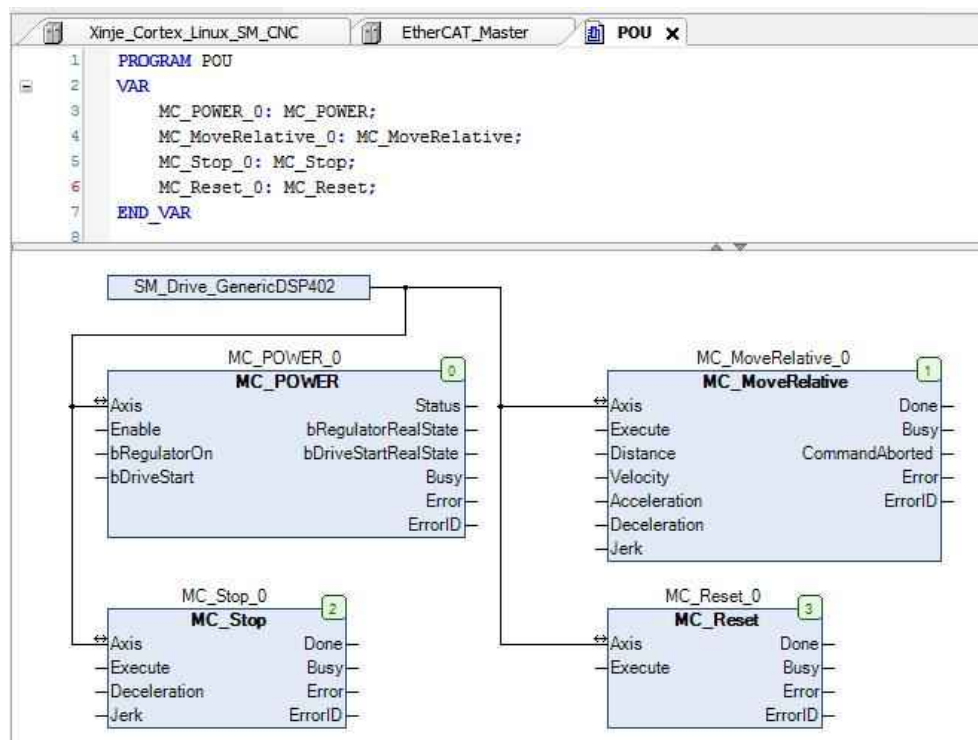 Xinje_Cortex_Linux_SM_CNC EtherCAT_Master POU
1 PROGRAM POU
2 VAR
3 MC_POWER_0: MC_POWER;
4 MC_MoveRelative_0: MC_MoveRelative;
5 MC_Stop_0: MC_Stop;
6 MC_Reset_0: MC_Reset;
7 END_VAR
8
SM_Drive_GenericDSP402
MC_POWER_0
0
MC_POWER
Axis Status
Enable bRegulatorRealState
bRegulatorOn bDriveStartRealState
bDriveStart Busy
Error
ErrorID
MC_MoveRelative_0
1
MC_MoveRelative
Axis Done
Execute Busy
Distance CommandAborted
Velocity Error
Acceleration ErrorID
Deceleration
Jerk
MC_Stop_0
2
MC_Stop
Axis Done
Execute Busy
Deceleration Error
Jerk ErrorID
MC_Reset_0
3
MC_Reset
Axis Done
Execute Busy
Error
ErrorID